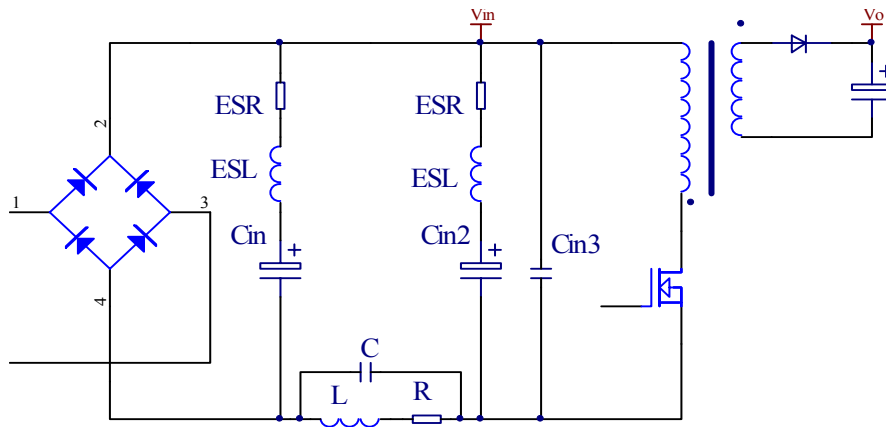 Vin
Vo
ESR
ESR
+
2
ESL
ESL
1
3
Cin
+
Cin2
+
Cin3
4
C
L
R